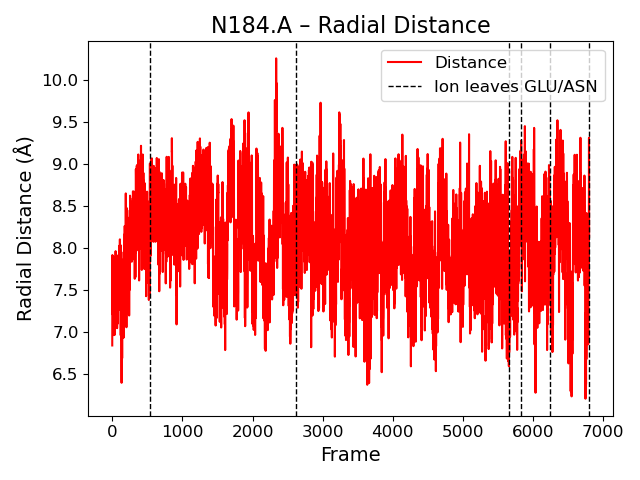 N184.A – Radial Distance
Distance
Ion leaves GLU/ASN
Radial Distance (Å)
10.0
9.5
9.0
8.5
8.0
7.5
7.0
6.5
0 1000 2000 3000 4000 5000 6000 7000
Frame